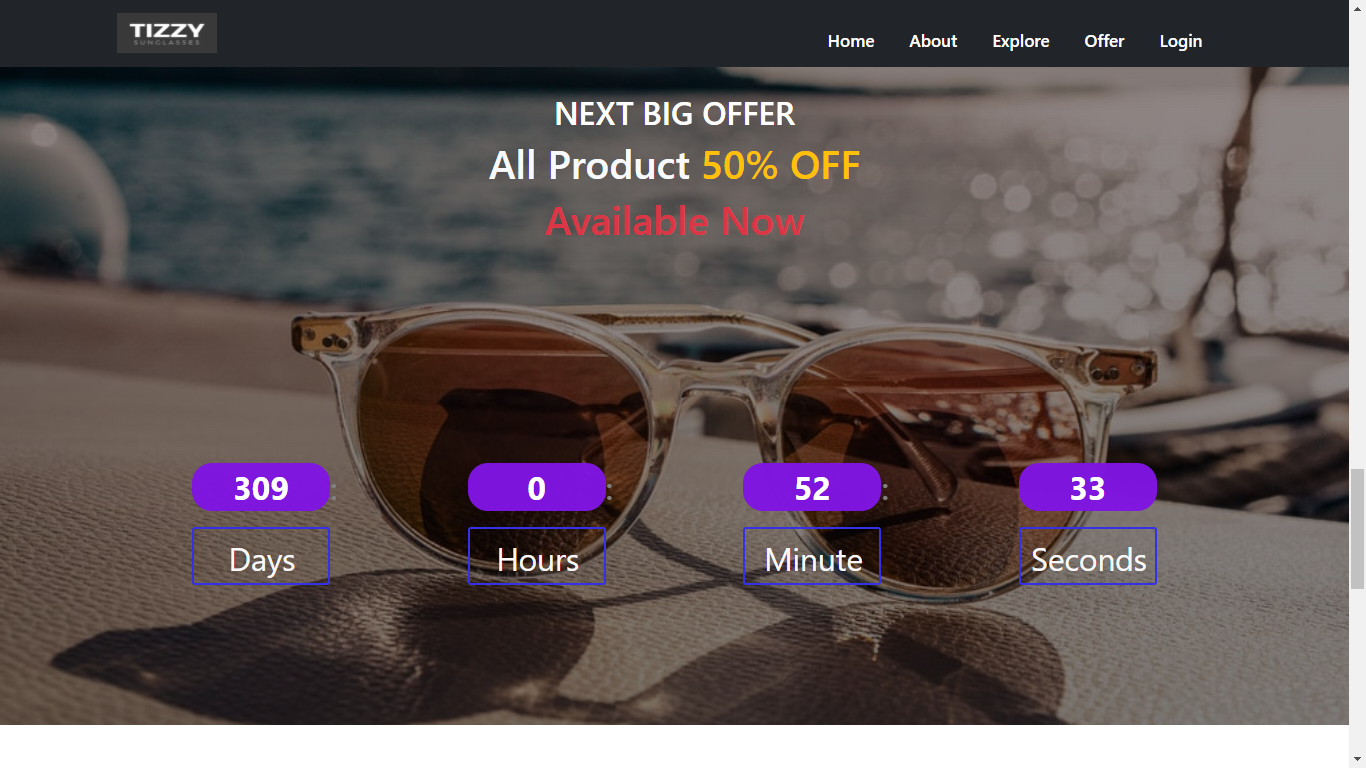 TIZZY
SUNGLASSES
Home About Explore Offer Login
NEXT BIG OFFER
All Product 50% OFF
Available Now
309 : 0 : 52 : 33
Days Hours Minute Seconds